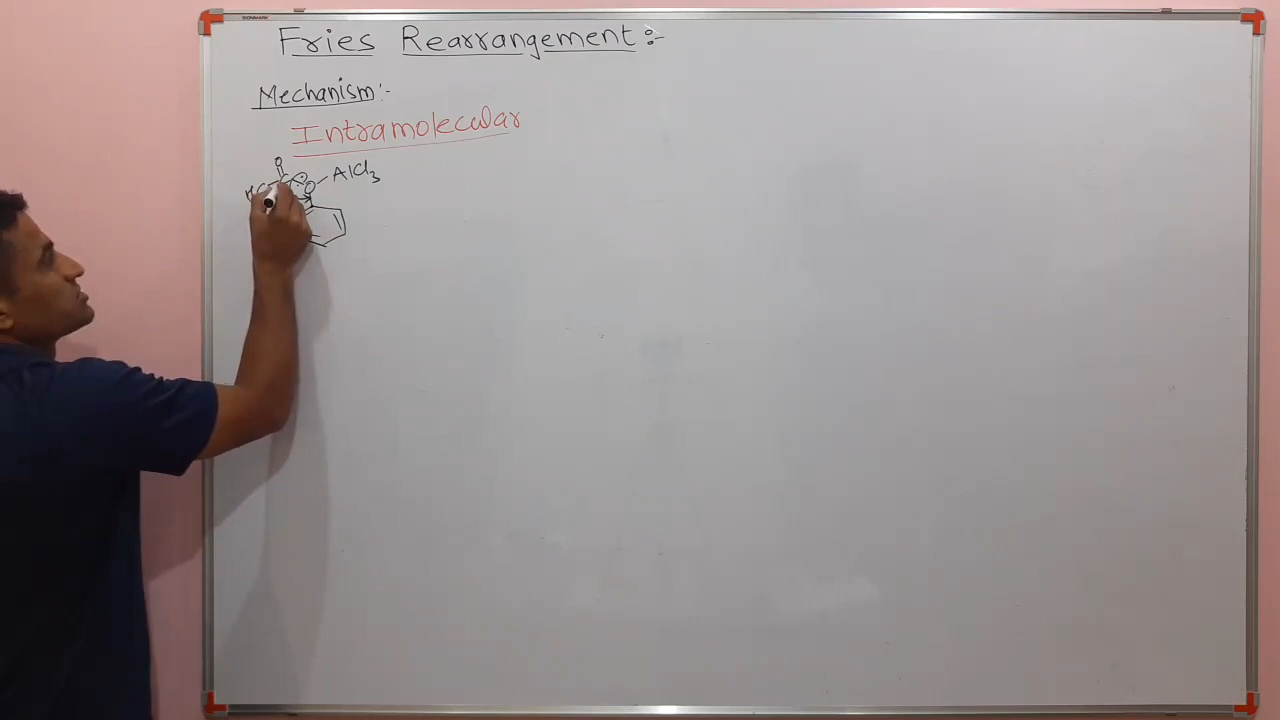 Fries Rearrangement :-
Mechanism :-
Intramolecular
O
C O - AlCl3